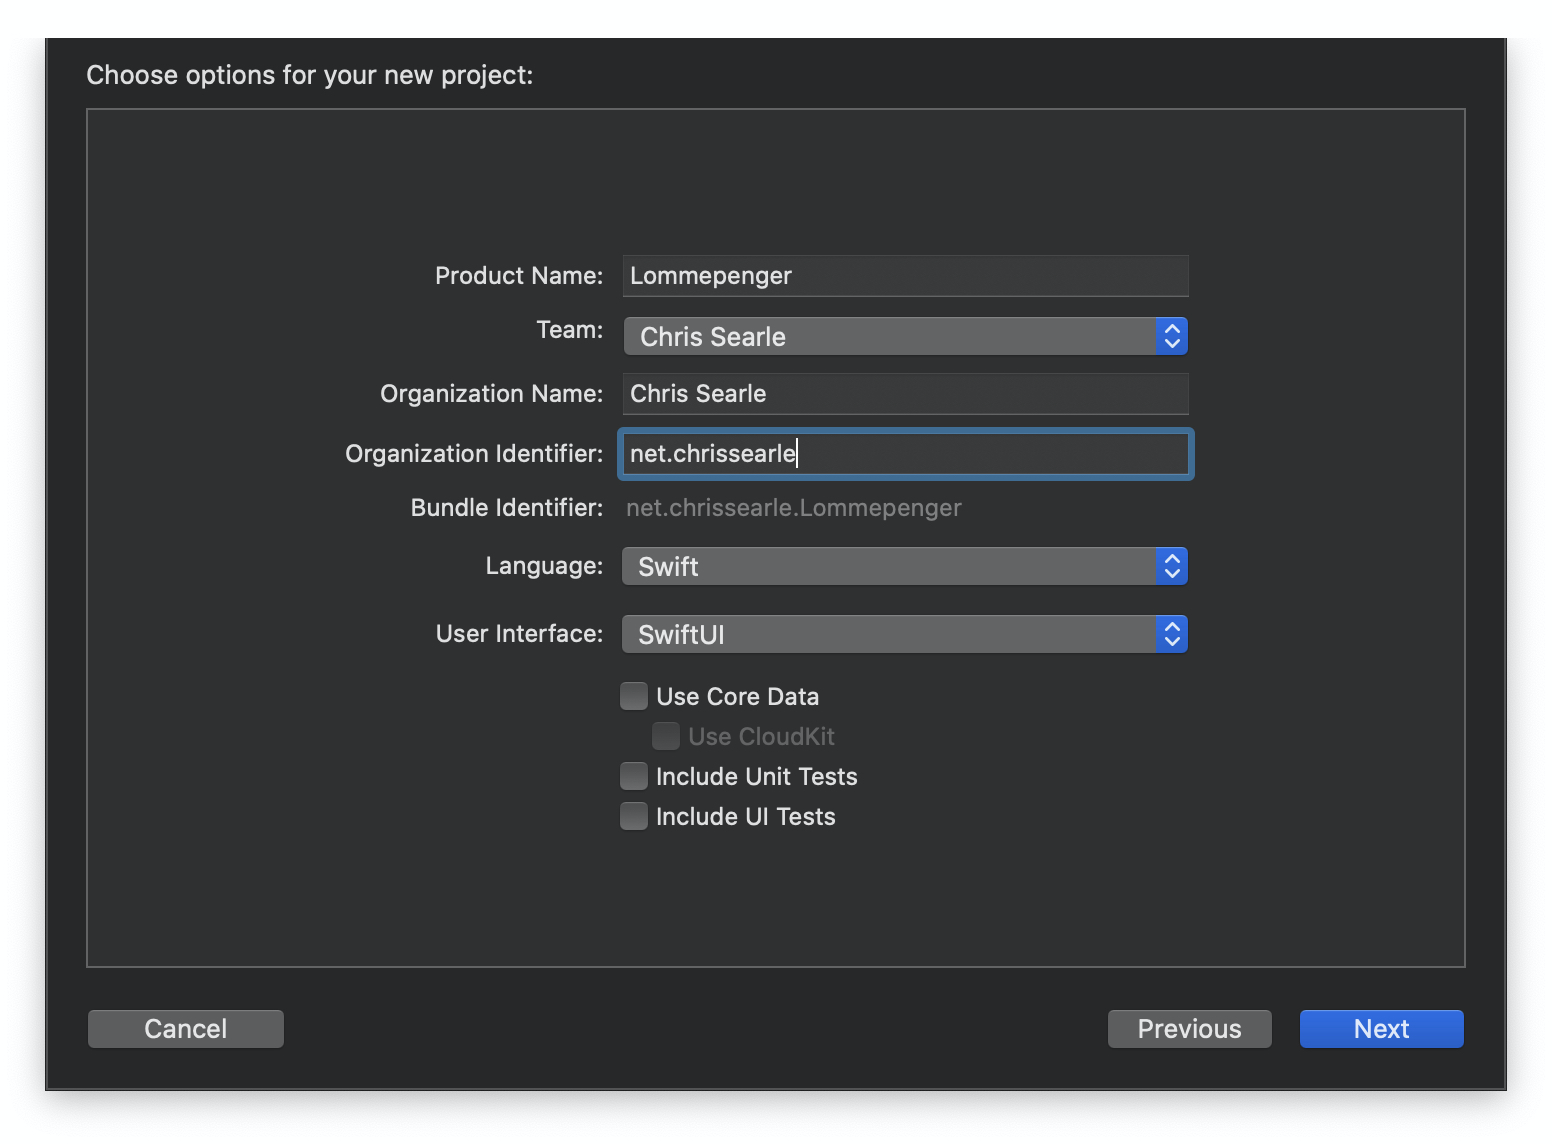 Choose options for your new project:
Product Name: Lommepenger
Team: Chris Searle
Organization Name: Chris Searle
Organization Identifier: net.chrissearle
Bundle Identifier: net.chrissearle.Lommepenger
Language: Swift
User Interface: SwiftUI
Use Core Data
Use CloudKit
Include Unit Tests
Include UI Tests
Cancel Previous Next